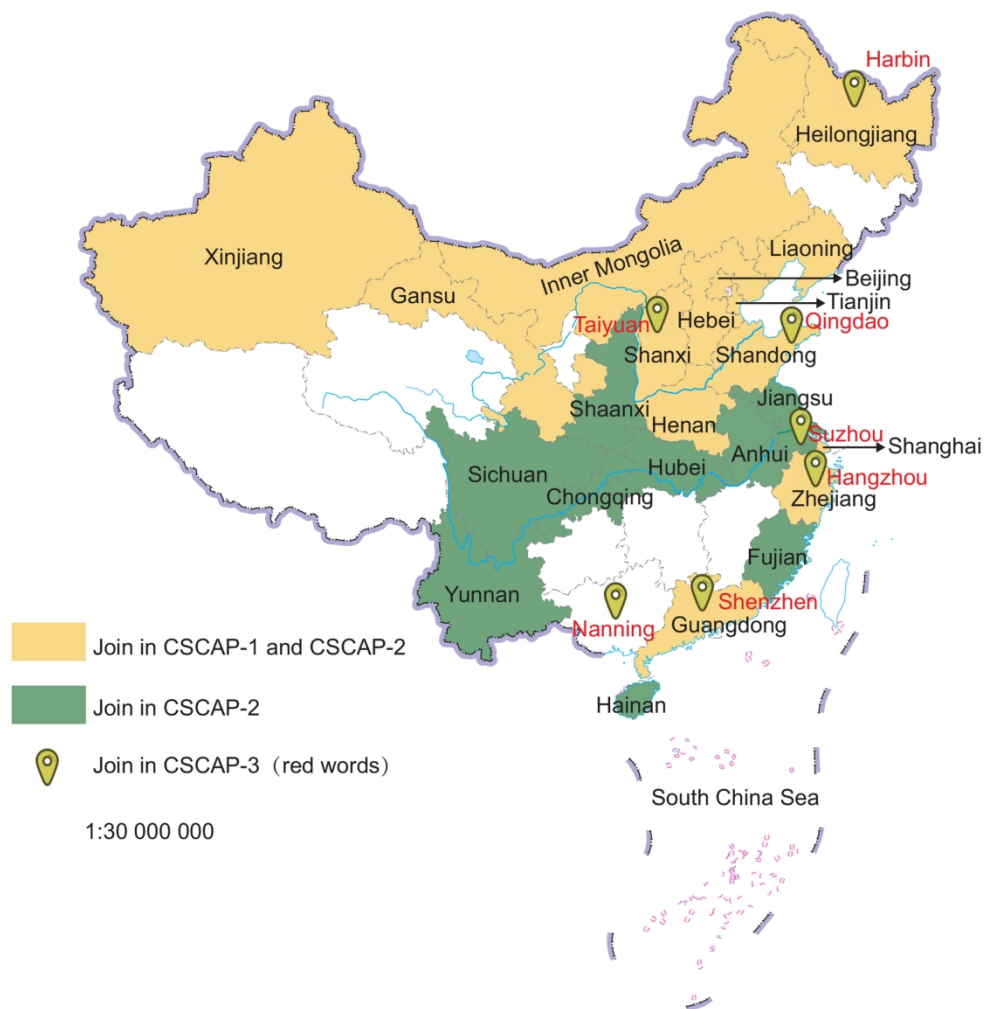 Harbin
Heilongjiang
Xinjiang
Gansu
Inner Mongolia
Liaoning
Beijing
Tianjin
Taiyuan
Hebei
Qingdao
Shanxi
Shandong
Shaanxi
Henan
Jiangsu
Suzhou
Shanghai
Anhui
Hubei
Sichuan
Hangzhou
Chongqing
Zhejiang
Fujian
Yunnan
Shenzhen
Nanning
Guangdong
Hainan
South China Sea
Join in CSCAP-1 and CSCAP-2
Join in CSCAP-2
Join in CSCAP-3（red words）
1:30 000 000